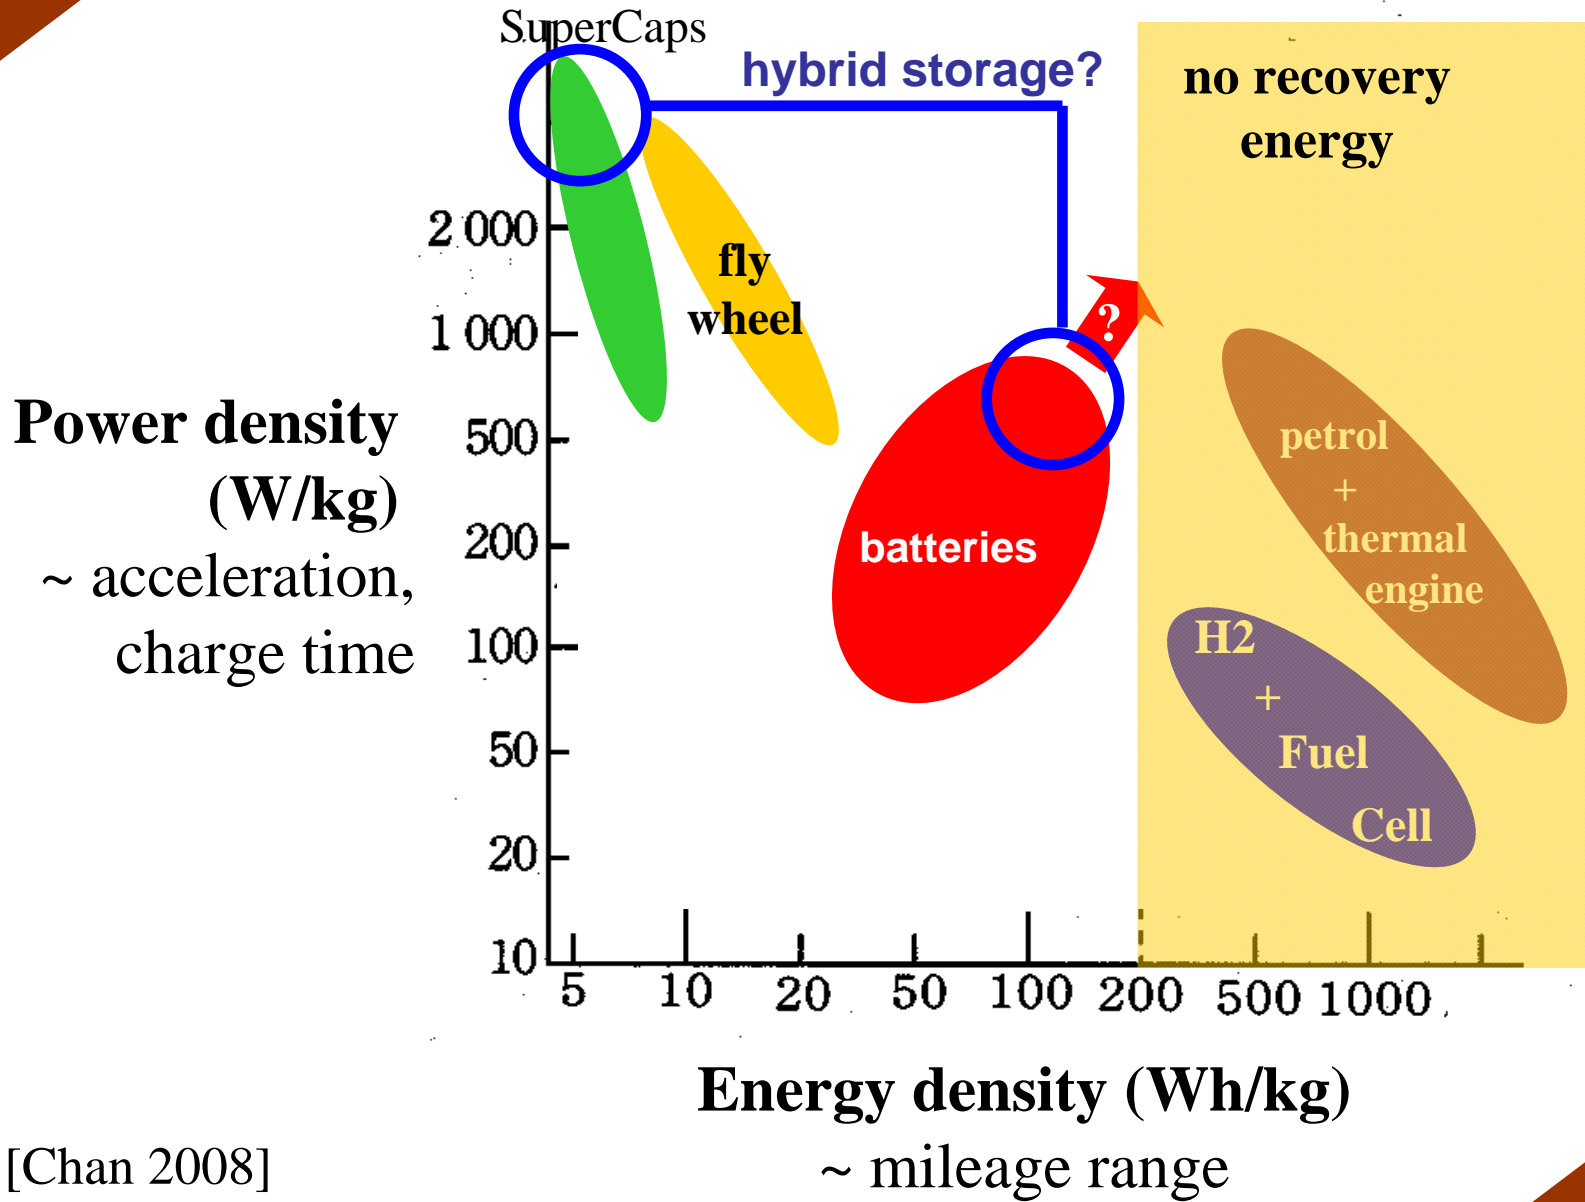 SuperCaps
hybrid storage?
no recovery
energy
2 000
1 000
500
200
100
50
20
10
fly
wheel
?
batteries
petrol
+
thermal
engine
H2
+
Fuel
Cell
Power density
(W/kg)
~ acceleration,
charge time
5 10 20 50 100 200 500 1000
Energy density (Wh/kg)
~ mileage range
[Chan 2008]